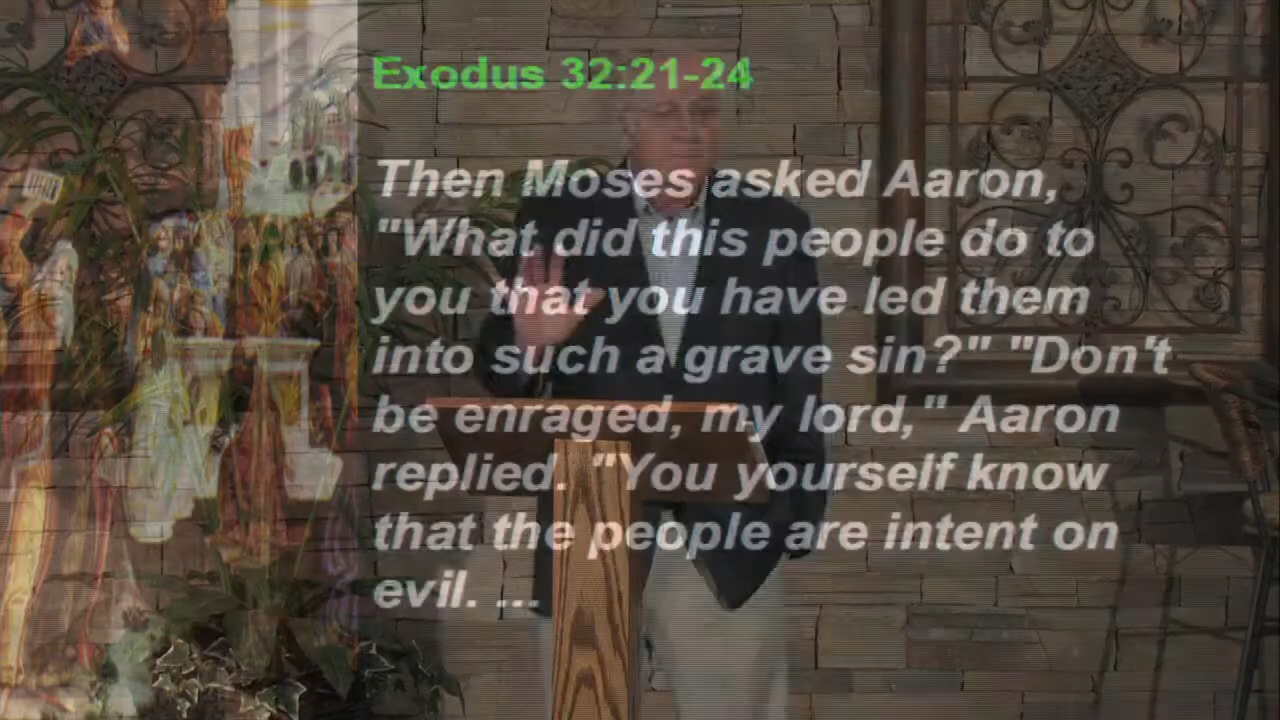 Exodus 32:21-24
Then Moses asked Aaron,
"What did this people do to
you that you have led them
into such a grave sin?" "Don't
be enraged, my lord," Aaron
replied. "You yourself know
that the people are intent on
evil. ...